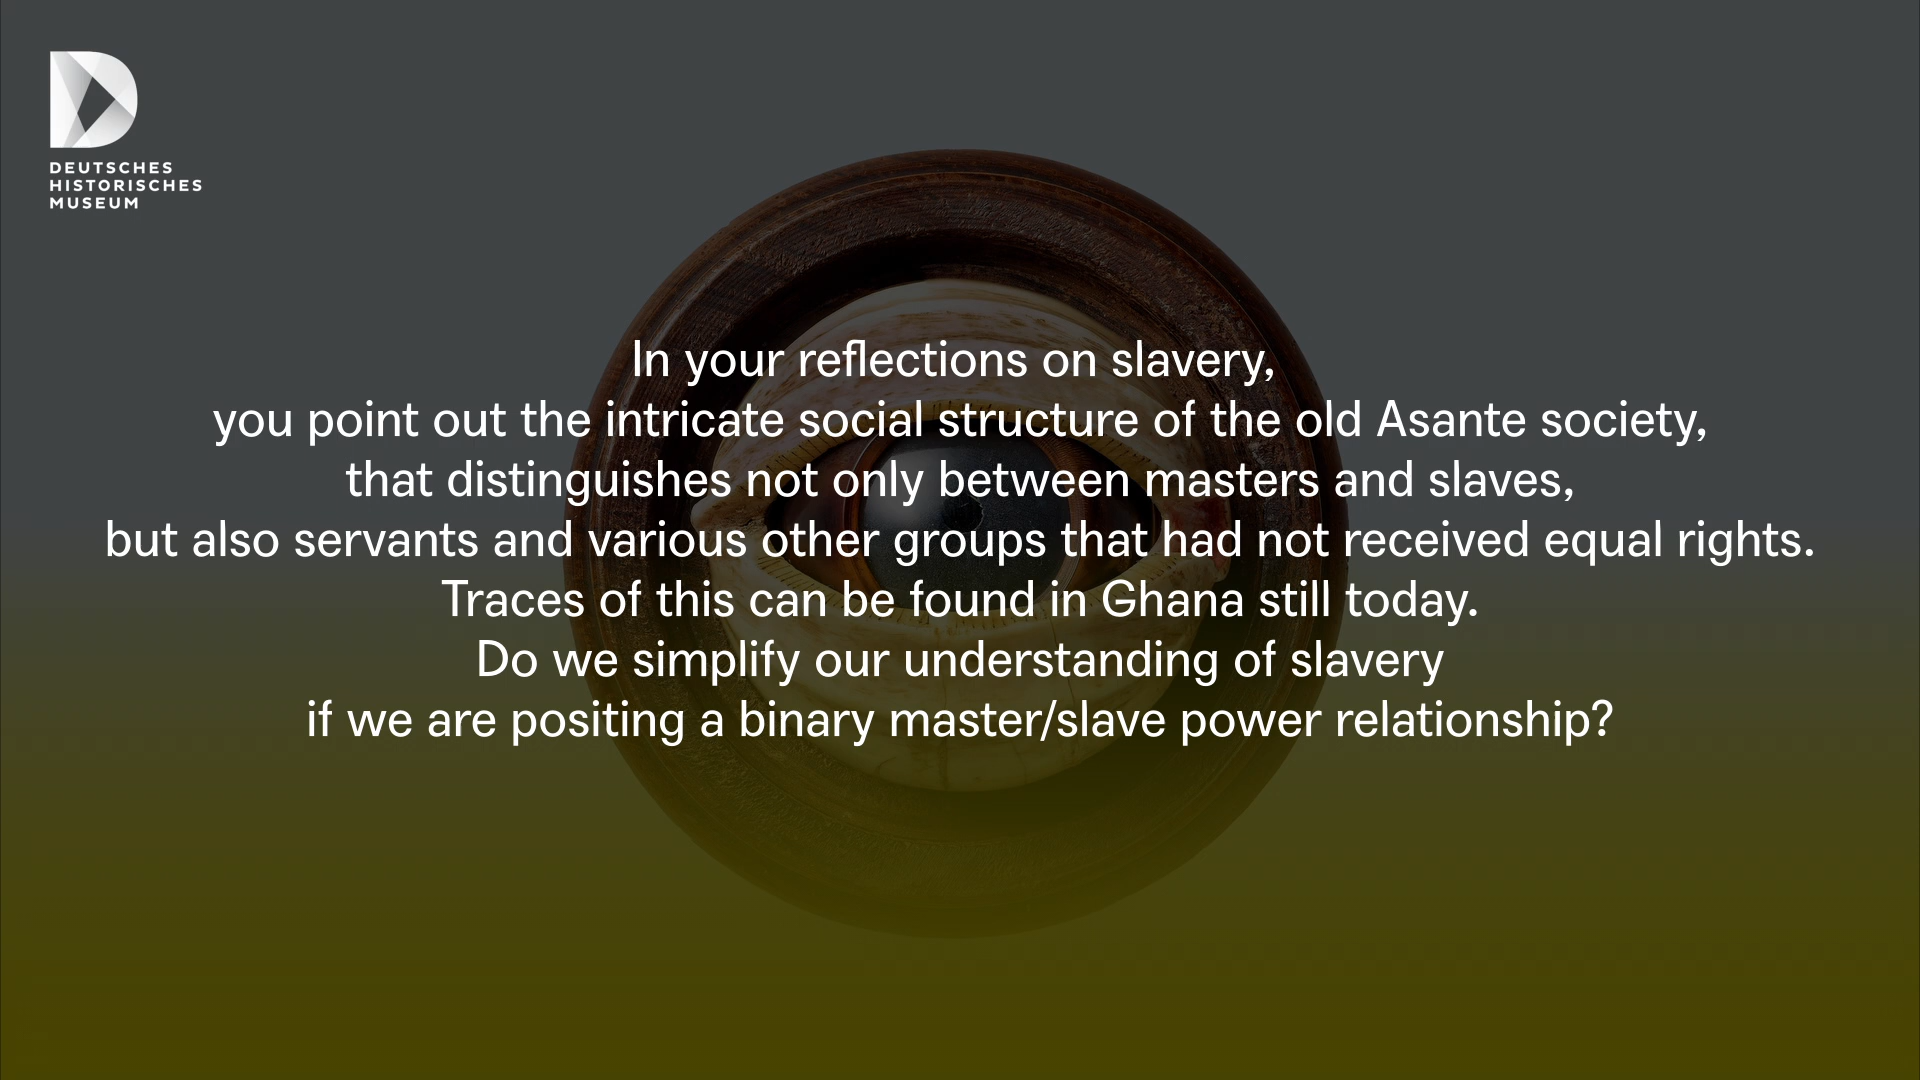 DEUTSCHES
HISTORISCHES
MUSEUM
In your reflections on slavery,
you point out the intricate social structure of the old Asante society,
that distinguishes not only between masters and slaves,
but also servants and various other groups that had not received equal rights.
Traces of this can be found in Ghana still today.
Do we simplify our understanding of slavery
if we are positing a binary master/slave power relationship?